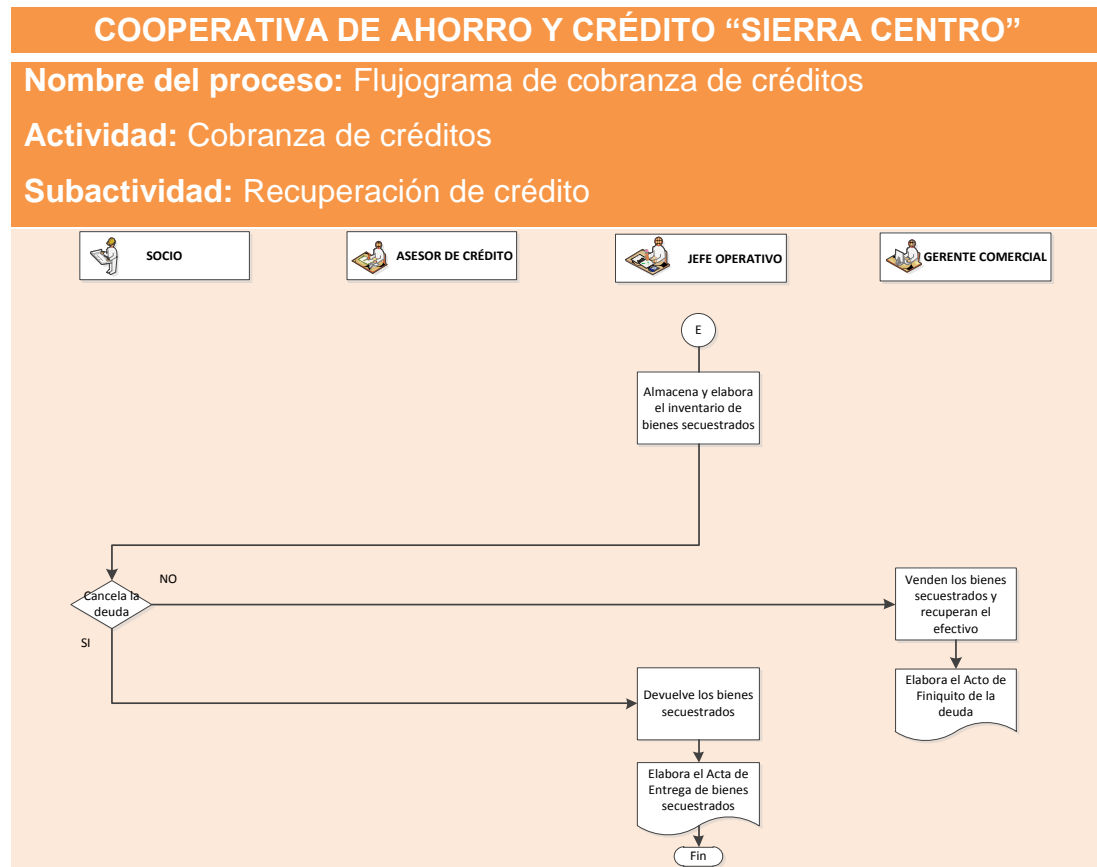 COOPERATIVA DE AHORRO Y CRÉDITO “SIERRA CENTRO”
Nombre del proceso: Flujograma de cobranza de créditos
Actividad: Cobranza de créditos
Subactividad: Recuperación de crédito
SOCIO
ASESOR DE CRÉDITO
JEFE OPERATIVO
GERENTE COMERCIAL
E
Almacena y elabora
el inventario de
bienes secuestrados
Cancela la
deuda
NO
SI
Venden los bienes
secuestrados y
recuperan el
efectivo
Elabora el Acto de
Finiquito de la
deuda
Devuelve los bienes
secuestrados
Elabora el Acta de
Entrega de bienes
secuestrados
Fin